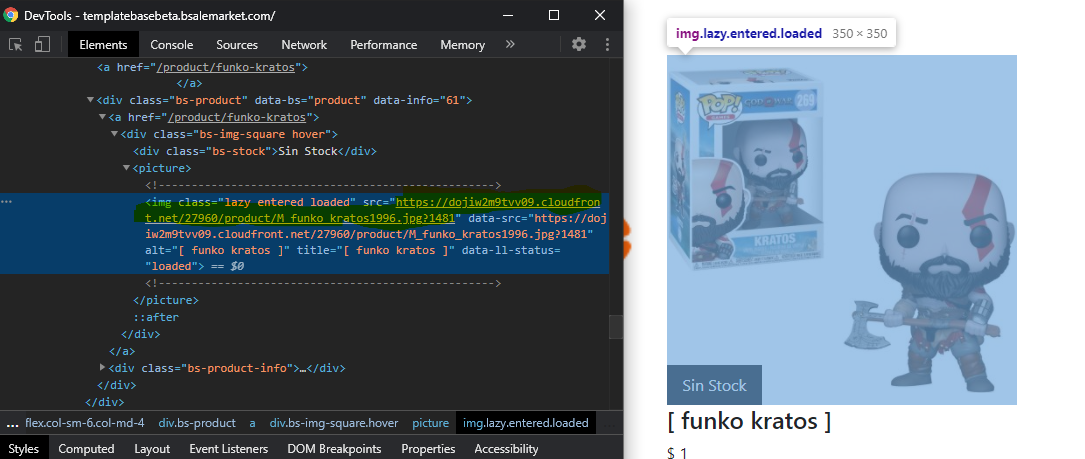 DevTools - templatebasebeta.bsalemarket.com/
Elements Console Sources Network Performance Memory »
<a href="/product/funko-kratos">
</a>
▼<div class="bs-product" data-bs="product" data-info="61">
▼<a href="/product/funko-kratos">
▼<div class="bs-img-square hover">
<div class="bs-stock">Sin Stock</div>
▼<picture>
<!-------------------------------------------------->
<img class="lazy entered loaded" src="https://dojiw2m9tvv09.cloudfron
t.net/27960/product/M_funko_kratos1996.jpg?1481" data-src="https://doj
iw2m9tvv09.cloudfront.net/27960/product/M_funko_kratos1996.jpg?1481"
alt="[ funko kratos ]" title="[ funko kratos ]" data-ll-status=
"loaded"> == $0
<!-------------------------------------------------->
</picture>
::after
</div>
</a>
▶<div class="bs-product-info">…</div>
</div>
</div>
... flex.col-sm-6.col-md-4 div.bs-product a div.bs-img-square.hover picture img.lazy.entered.loaded
Styles Computed Layout Event Listeners DOM Breakpoints Properties Accessibility
img.lazy.entered.loaded 350 × 350
POP!
GOD OF WAR
269
KRATOS
Sin Stock
[ funko kratos ]
$ 1